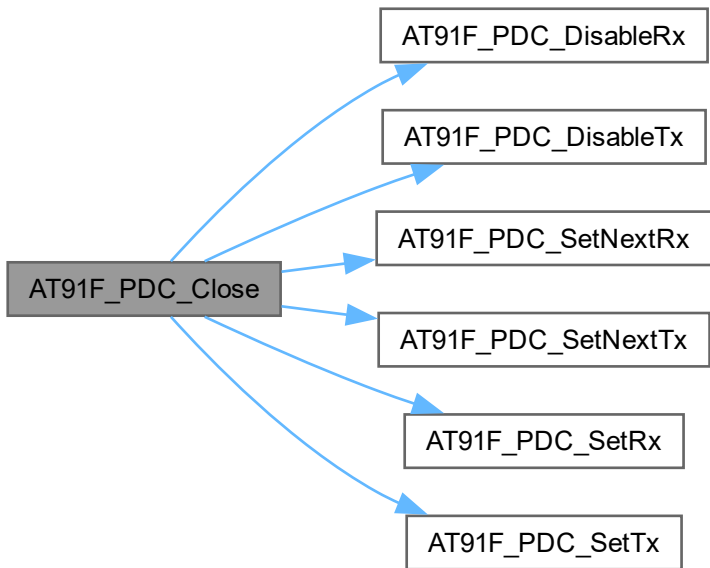 AT91F_PDC_DisableRx
AT91F_PDC_DisableTx
AT91F_PDC_SetNextRx
AT91F_PDC_Close
AT91F_PDC_SetNextTx
AT91F_PDC_SetRx
AT91F_PDC_SetTx